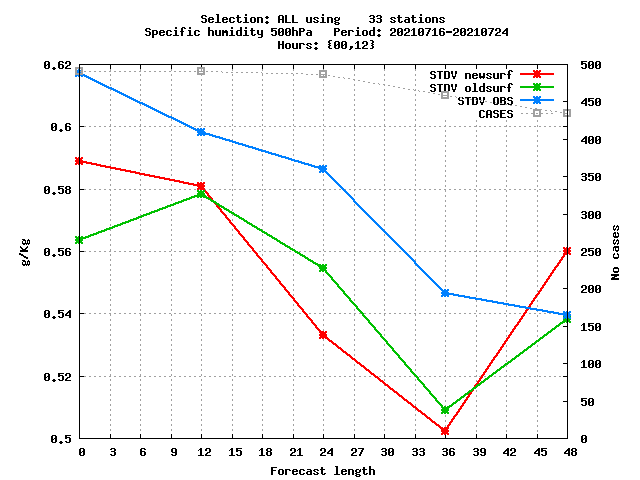 Selection: ALL using 33 stations
Specific humidity 500hPa Period: 20210716-20210724
Hours: {00,12}
STDV newsurf
STDV oldsurf
STDV OBS
CASES
0.62
0.6
0.58
0.56
0.54
0.52
0.5
g/Kg
500
450
400
350
300
250
200
150
100
50
0
No cases
0 3 6 9 12 15 18 21 24 27 30 33 36 39 42 45 48
Forecast length